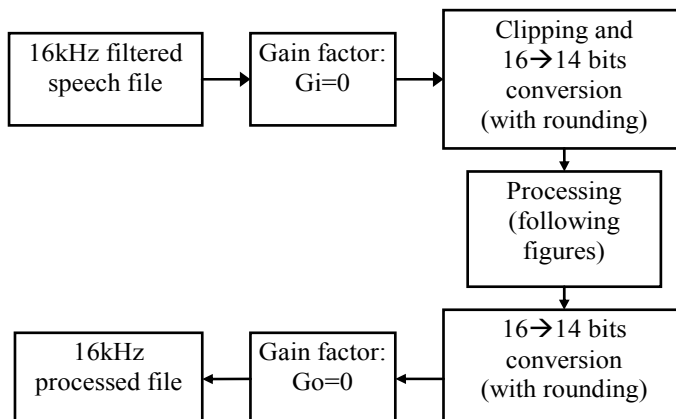 16kHz filtered
speech file
Gain factor:
Gi=0
Clipping and
16→14 bits
conversion
(with rounding)
Processing
(following
figures)
16→14 bits
conversion
(with rounding)
Gain factor:
Go=0
16kHz
processed file